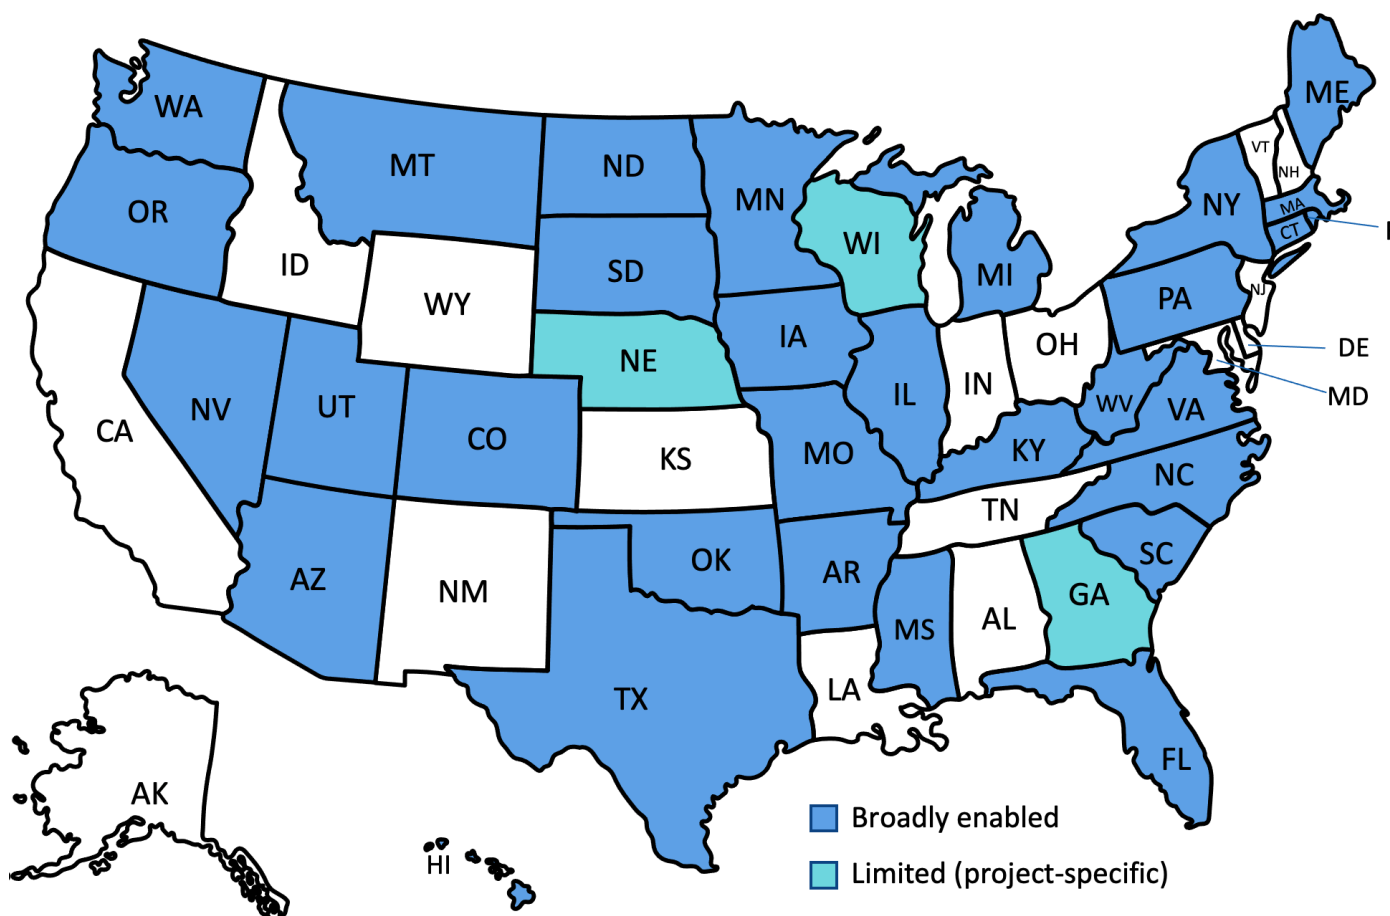 ME
WA
VT
MT
ND
NH
MN
NY
MA
OR
CT
WI
ID
SD
MI
NJ
PA
WY
IA
OH
DE
NE
IN
MD
UT
IL
WV
NV
VA
CA
CO
KY
KS
MO
NC
TN
SC
OK
AR
AZ
NM
GA
AL
MS
LA
TX
FL
AK
Broadly enabled
HI
Limited (project-specific)